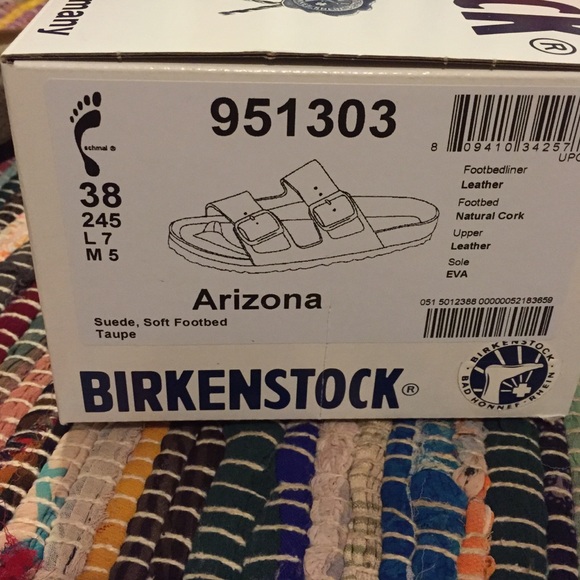 many
CK®
951303
schmal ®
38
245
L 7
M 5
8 09410 34257
UPC
Footbedliner
Leather
Footbed
Natural Cork
Upper
Leather
Sole
EVA
Arizona
Suede, Soft Footbed
Taupe
051 5012388 00000052183659
BIRKENSTOCK®
BIRKENSTOCK
BAD HONNEF-RHEIN